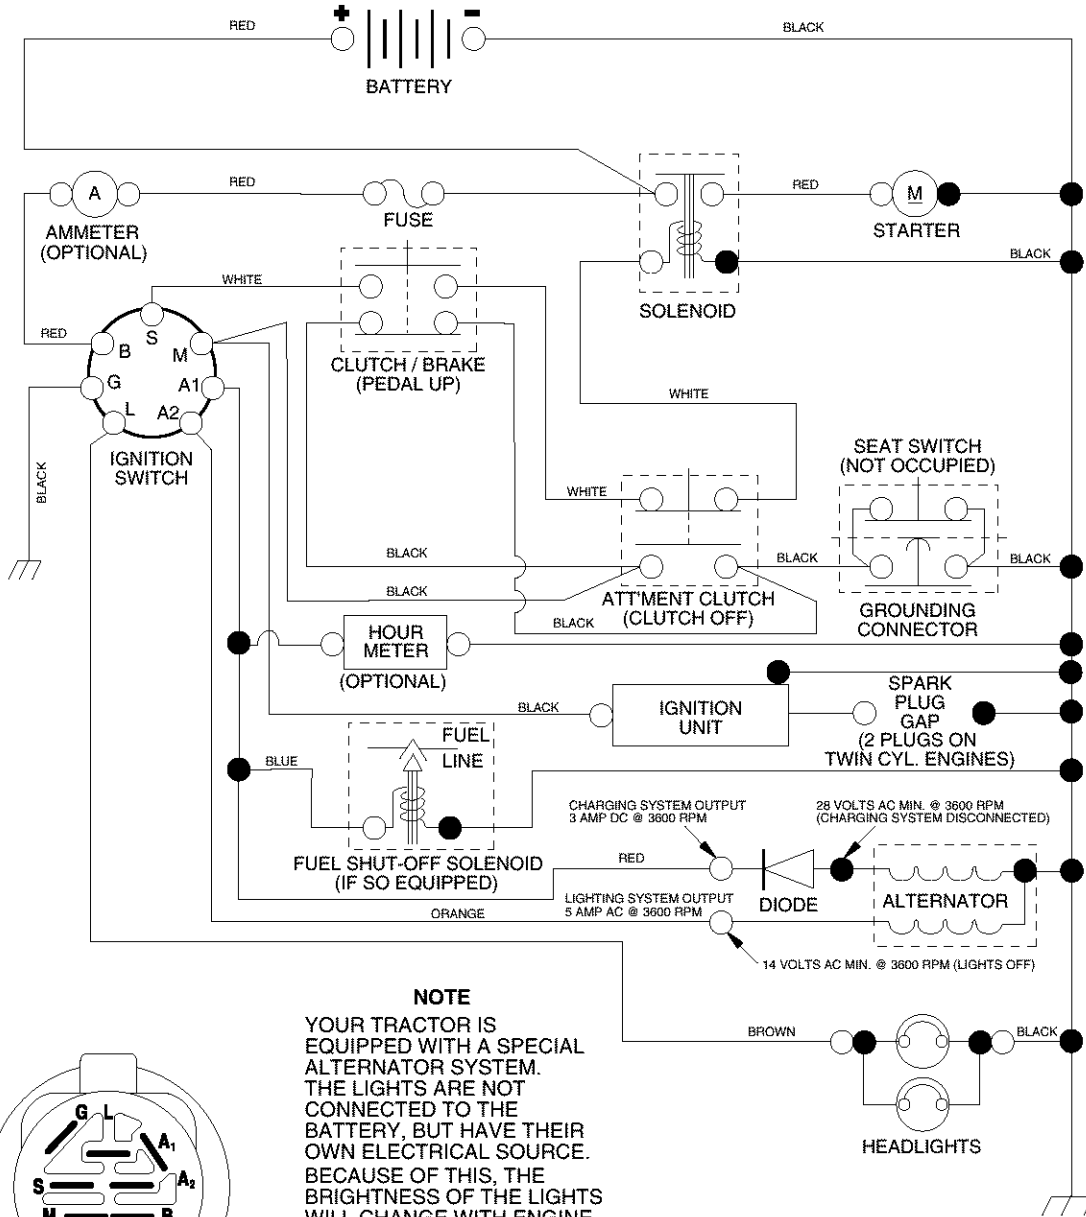 + -
RED
BLACK
BATTERY
A
RED
FUSE
RED
M
STARTER
AMMETER
(OPTIONAL)
BLACK
SOLENOID
WHITE
RED
S
B
M
G
A1
L
A2
IGNITION
SWITCH
CLUTCH / BRAKE
(PEDAL UP)
WHITE
BLACK
SEAT SWITCH
(NOT OCCUPIED)
WHITE
BLACK
BLACK
BLACK
BLACK
ATT'MENT CLUTCH
(CLUTCH OFF)
BLACK
GROUNDING
CONNECTOR
HOUR
METER
(OPTIONAL)
BLACK
IGNITION
UNIT
SPARK
PLUG
GAP
(2 PLUGS ON
TWIN CYL. ENGINES)
FUEL
LINE
BLUE
FUEL SHUT-OFF SOLENOID
(IF SO EQUIPPED)
CHARGING SYSTEM OUTPUT
3 AMP DC @ 3600 RPM
28 VOLTS AC MIN. @ 3600 RPM
(CHARGING SYSTEM DISCONNECTED)
RED
DIODE
ALTERNATOR
LIGHTING SYSTEM OUTPUT
5 AMP AC @ 3600 RPM
ORANGE
14 VOLTS AC MIN. @ 3600 RPM (LIGHTS OFF)
BROWN
BLACK
HEADLIGHTS
NOTE
YOUR TRACTOR IS
EQUIPPED WITH A SPECIAL
ALTERNATOR SYSTEM.
THE LIGHTS ARE NOT
CONNECTED TO THE
BATTERY, BUT HAVE THEIR
OWN ELECTRICAL SOURCE.
BECAUSE OF THIS, THE
BRIGHTNESS OF THE LIGHTS
WILL CHANGE WITH ENGINE
G L
A1
A2
S
M B